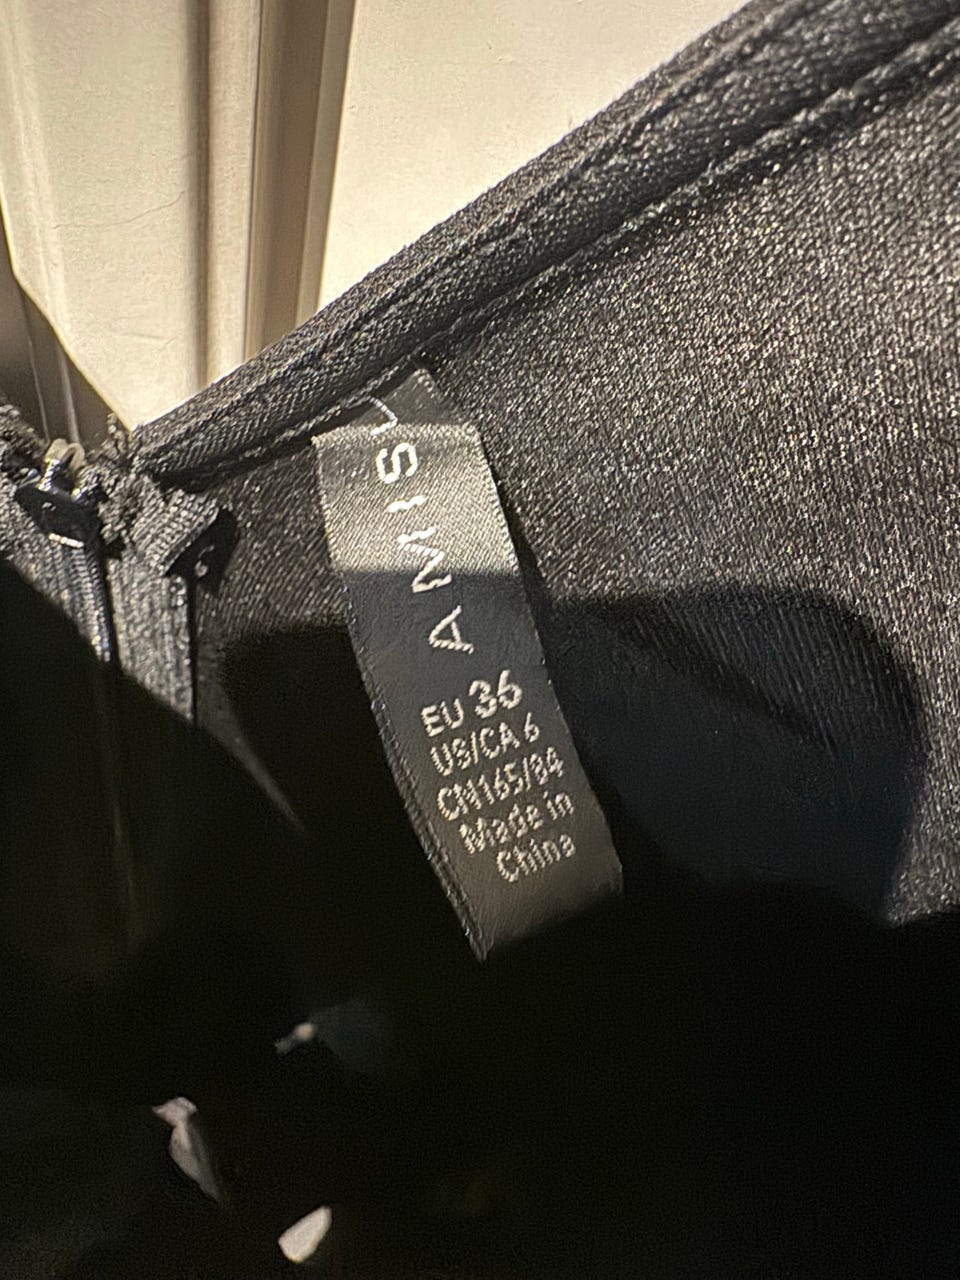 AMISU
EU 36
US/CA 6
CN165/84
Made in
China